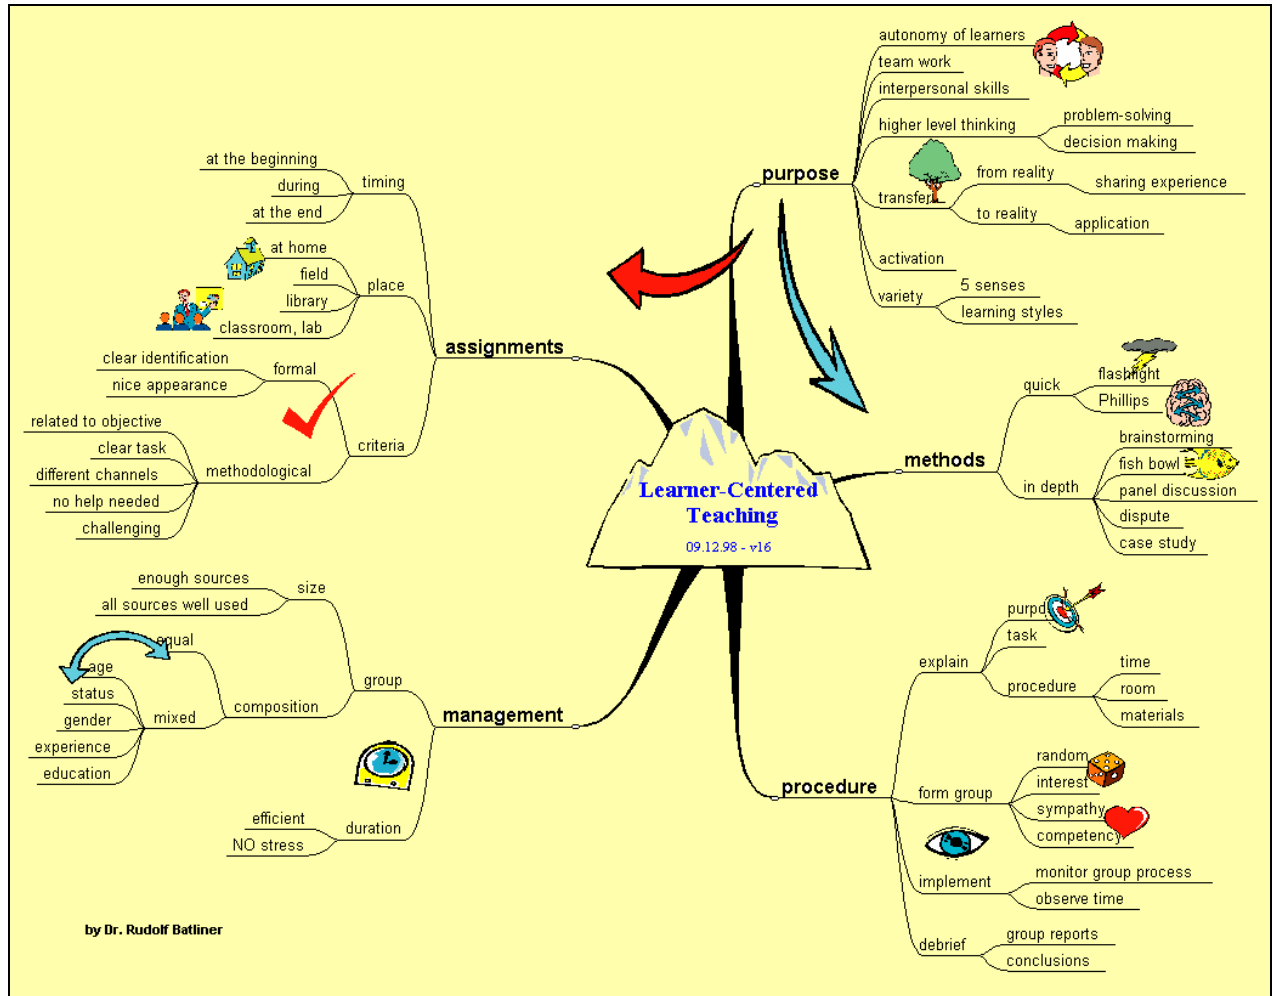 Learner-Centered
Teaching
09.12.98 - v16
purpose
autonomy of learners
team work
interpersonal skills
higher level thinking
problem-solving
decision making
transfer
from reality
sharing experience
to reality
application
activation
variety
5 senses
learning styles
methods
quick
flashlight
Phillips
in depth
brainstorming
fish bowl
panel discussion
dispute
case study
procedure
explain
task
procedure
time
room
materials
form group
random
interest
sympathy
competency
implement
monitor group process
observe time
debrief
group reports
conclusions
assignments
timing
at the beginning
during
at the end
place
at home
field
library
classroom, lab
criteria
formal
clear identification
nice appearance
methodological
related to objective
clear task
different channels
no help needed
challenging
management
group
size
enough sources
all sources well used
composition
equal
mixed
age
status
gender
experience
education
duration
efficient
NO stress
by Dr. Rudolf Batliner